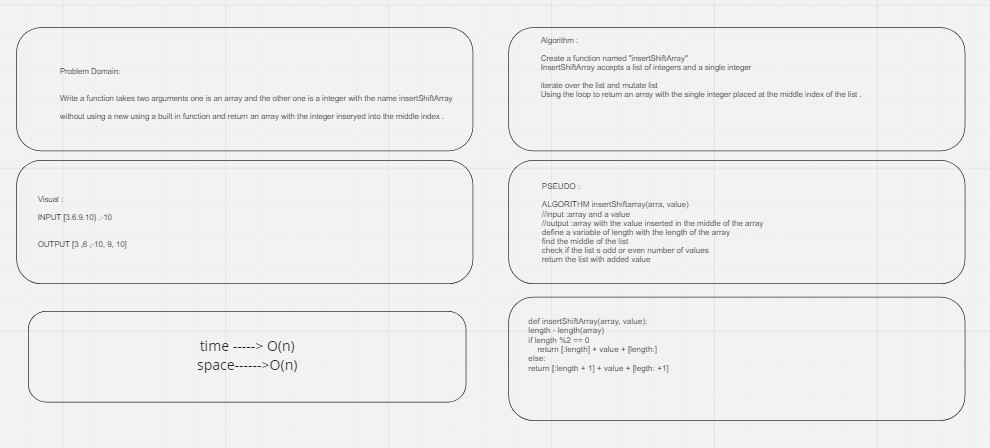 Problem Domain:
Write a function takes two arguments one is an array and the other one is a integer with the name insertShiftArray
without using a new using a built in function and return an array with the integer inseryed into the middle index .
Visual :
INPUT [3.6.9.10} .-10
OUTPUT [3 ,6 ,-10, 9, 10]
time -----> O(n)
space------>O(n)
Algorithm :
Create a function named "insertShiftArray"
InsertShiftArray accepts a list of integers and a single integer
iterate over the list and mutate list
Using the loop to return an array with the single integer placed at the middle index of the list .
PSEUDO :
ALGORITHM insertShiftarray(arra, value)
//input :array and a value
//output :array with the value inserted in the middle of the array
define a variable of length with the length of the array
find the middle of the list
check if the list s odd or even number of values
return the list with added value
def insertShiftArray(array, value):
length - length(array)
if length %2 == 0
return [:length] + value + [length:]
else:
return [:length + 1] + value + [legth: +1]